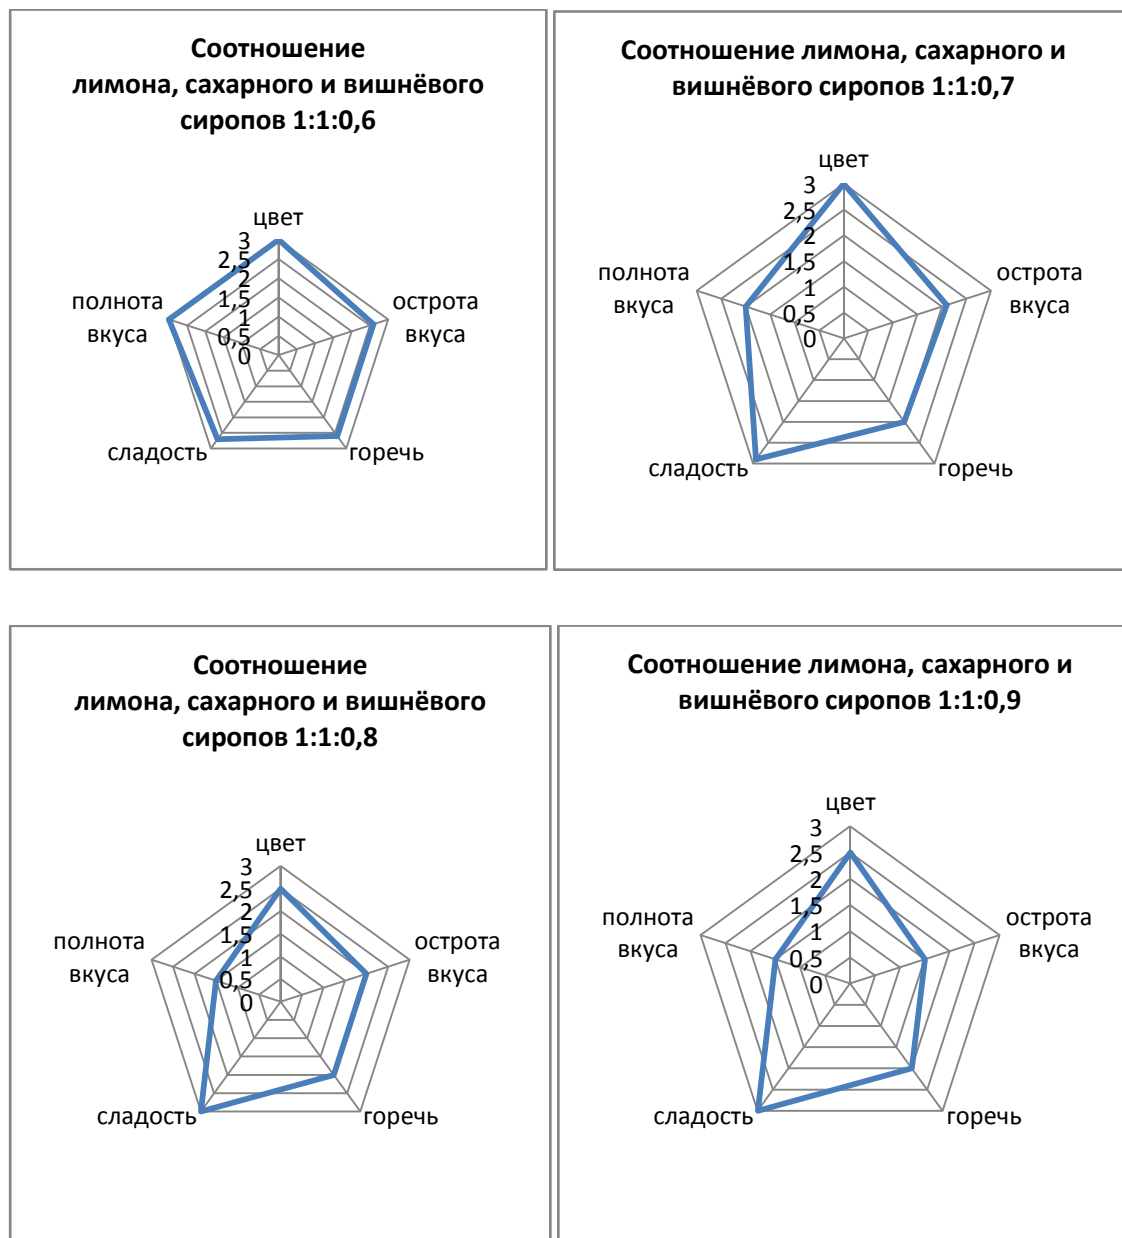 Соотношение
лимона, сахарного и вишнёвого
сиропов 1:1:0,6
цвет
3
2,5
2
1,5
1
0,5
0
острота
вкуса
горечь
сладость
полнота
вкуса
Соотношение лимона, сахарного и
вишнёвого сиропов 1:1:0,7
цвет
3
2,5
2
1,5
1
0,5
0
острота
вкуса
горечь
сладость
полнота
вкуса
Соотношение
лимона, сахарного и вишнёвого
сиропов 1:1:0,8
цвет
3
2,5
2
1,5
1
0,5
0
острота
вкуса
горечь
сладость
полнота
вкуса
Соотношение лимона, сахарного и
вишнёвого сиропов 1:1:0,9
цвет
3
2,5
2
1,5
1
0,5
0
острота
вкуса
горечь
сладость
полнота
вкуса